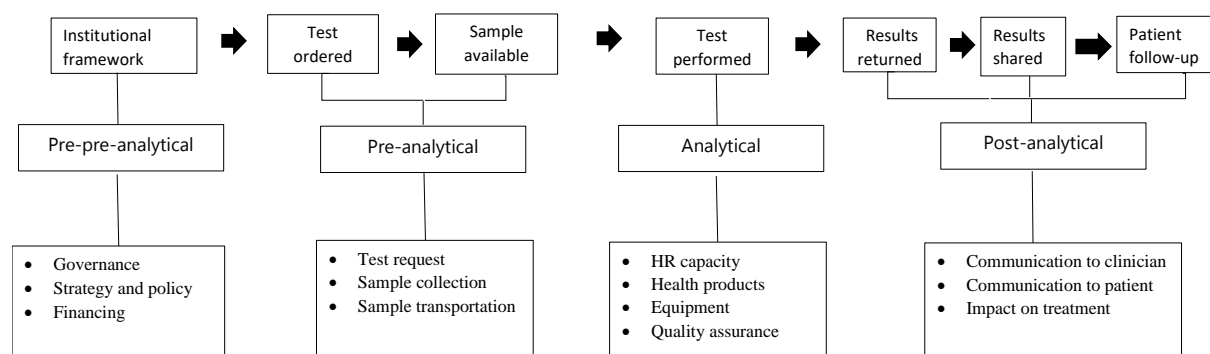 Institutional
framework
Test
ordered
Sample
available
Test
performed
Results
returned
Results
shared
Patient
follow-up
Pre-pre-analytical
Pre-analytical
Analytical
Post-analytical
• Governance
• Strategy and policy
• Financing
• Test request
• Sample collection
• Sample transportation
• HR capacity
• Health products
• Equipment
• Quality assurance
• Communication to clinician
• Communication to patient
• Impact on treatment